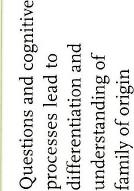 Questions and cognitive
processes lead to
differentiation and
understanding of
family of origin